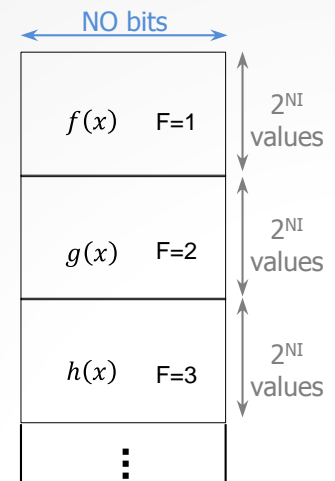 NO bits
f(x) F=1
2^NI
values
g(x) F=2
2^NI
values
h(x) F=3
2^NI
values
⋮